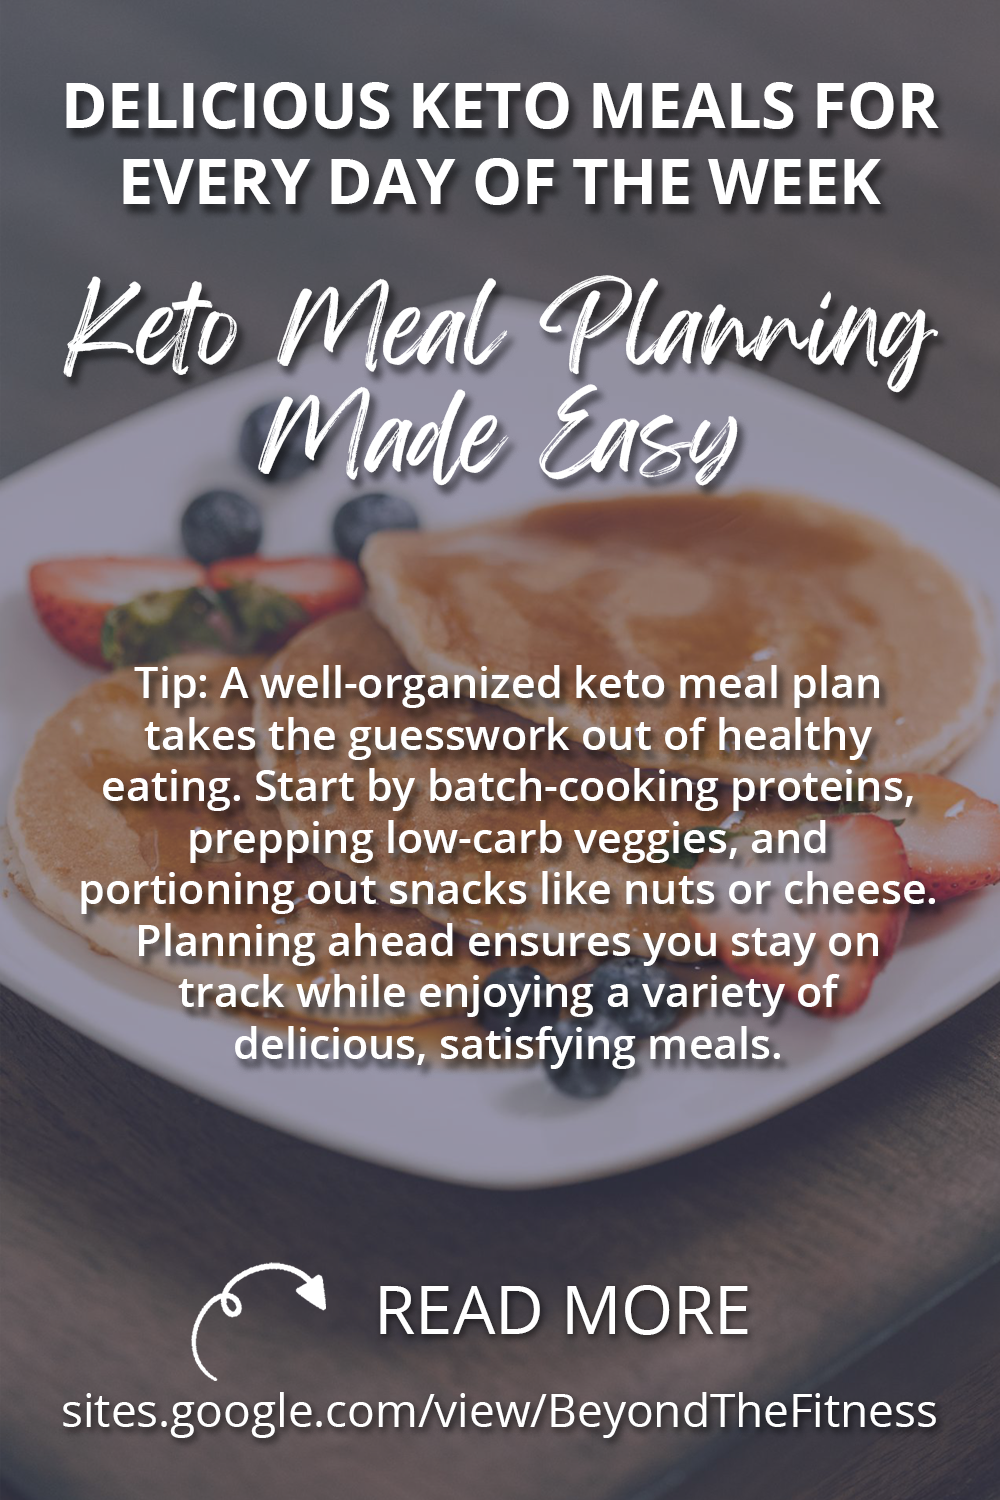 DELICIOUS KETO MEALS FOR
EVERY DAY OF THE WEEK
Keto Meal Planning
Made Easy
Tip: A well-organized keto meal plan
takes the guesswork out of healthy
eating. Start by batch-cooking proteins,
prepping low-carb veggies, and
portioning out snacks like nuts or cheese.
Planning ahead ensures you stay on
track while enjoying a variety of
delicious, satisfying meals.
READ MORE
sites.google.com/view/BeyondTheFitness